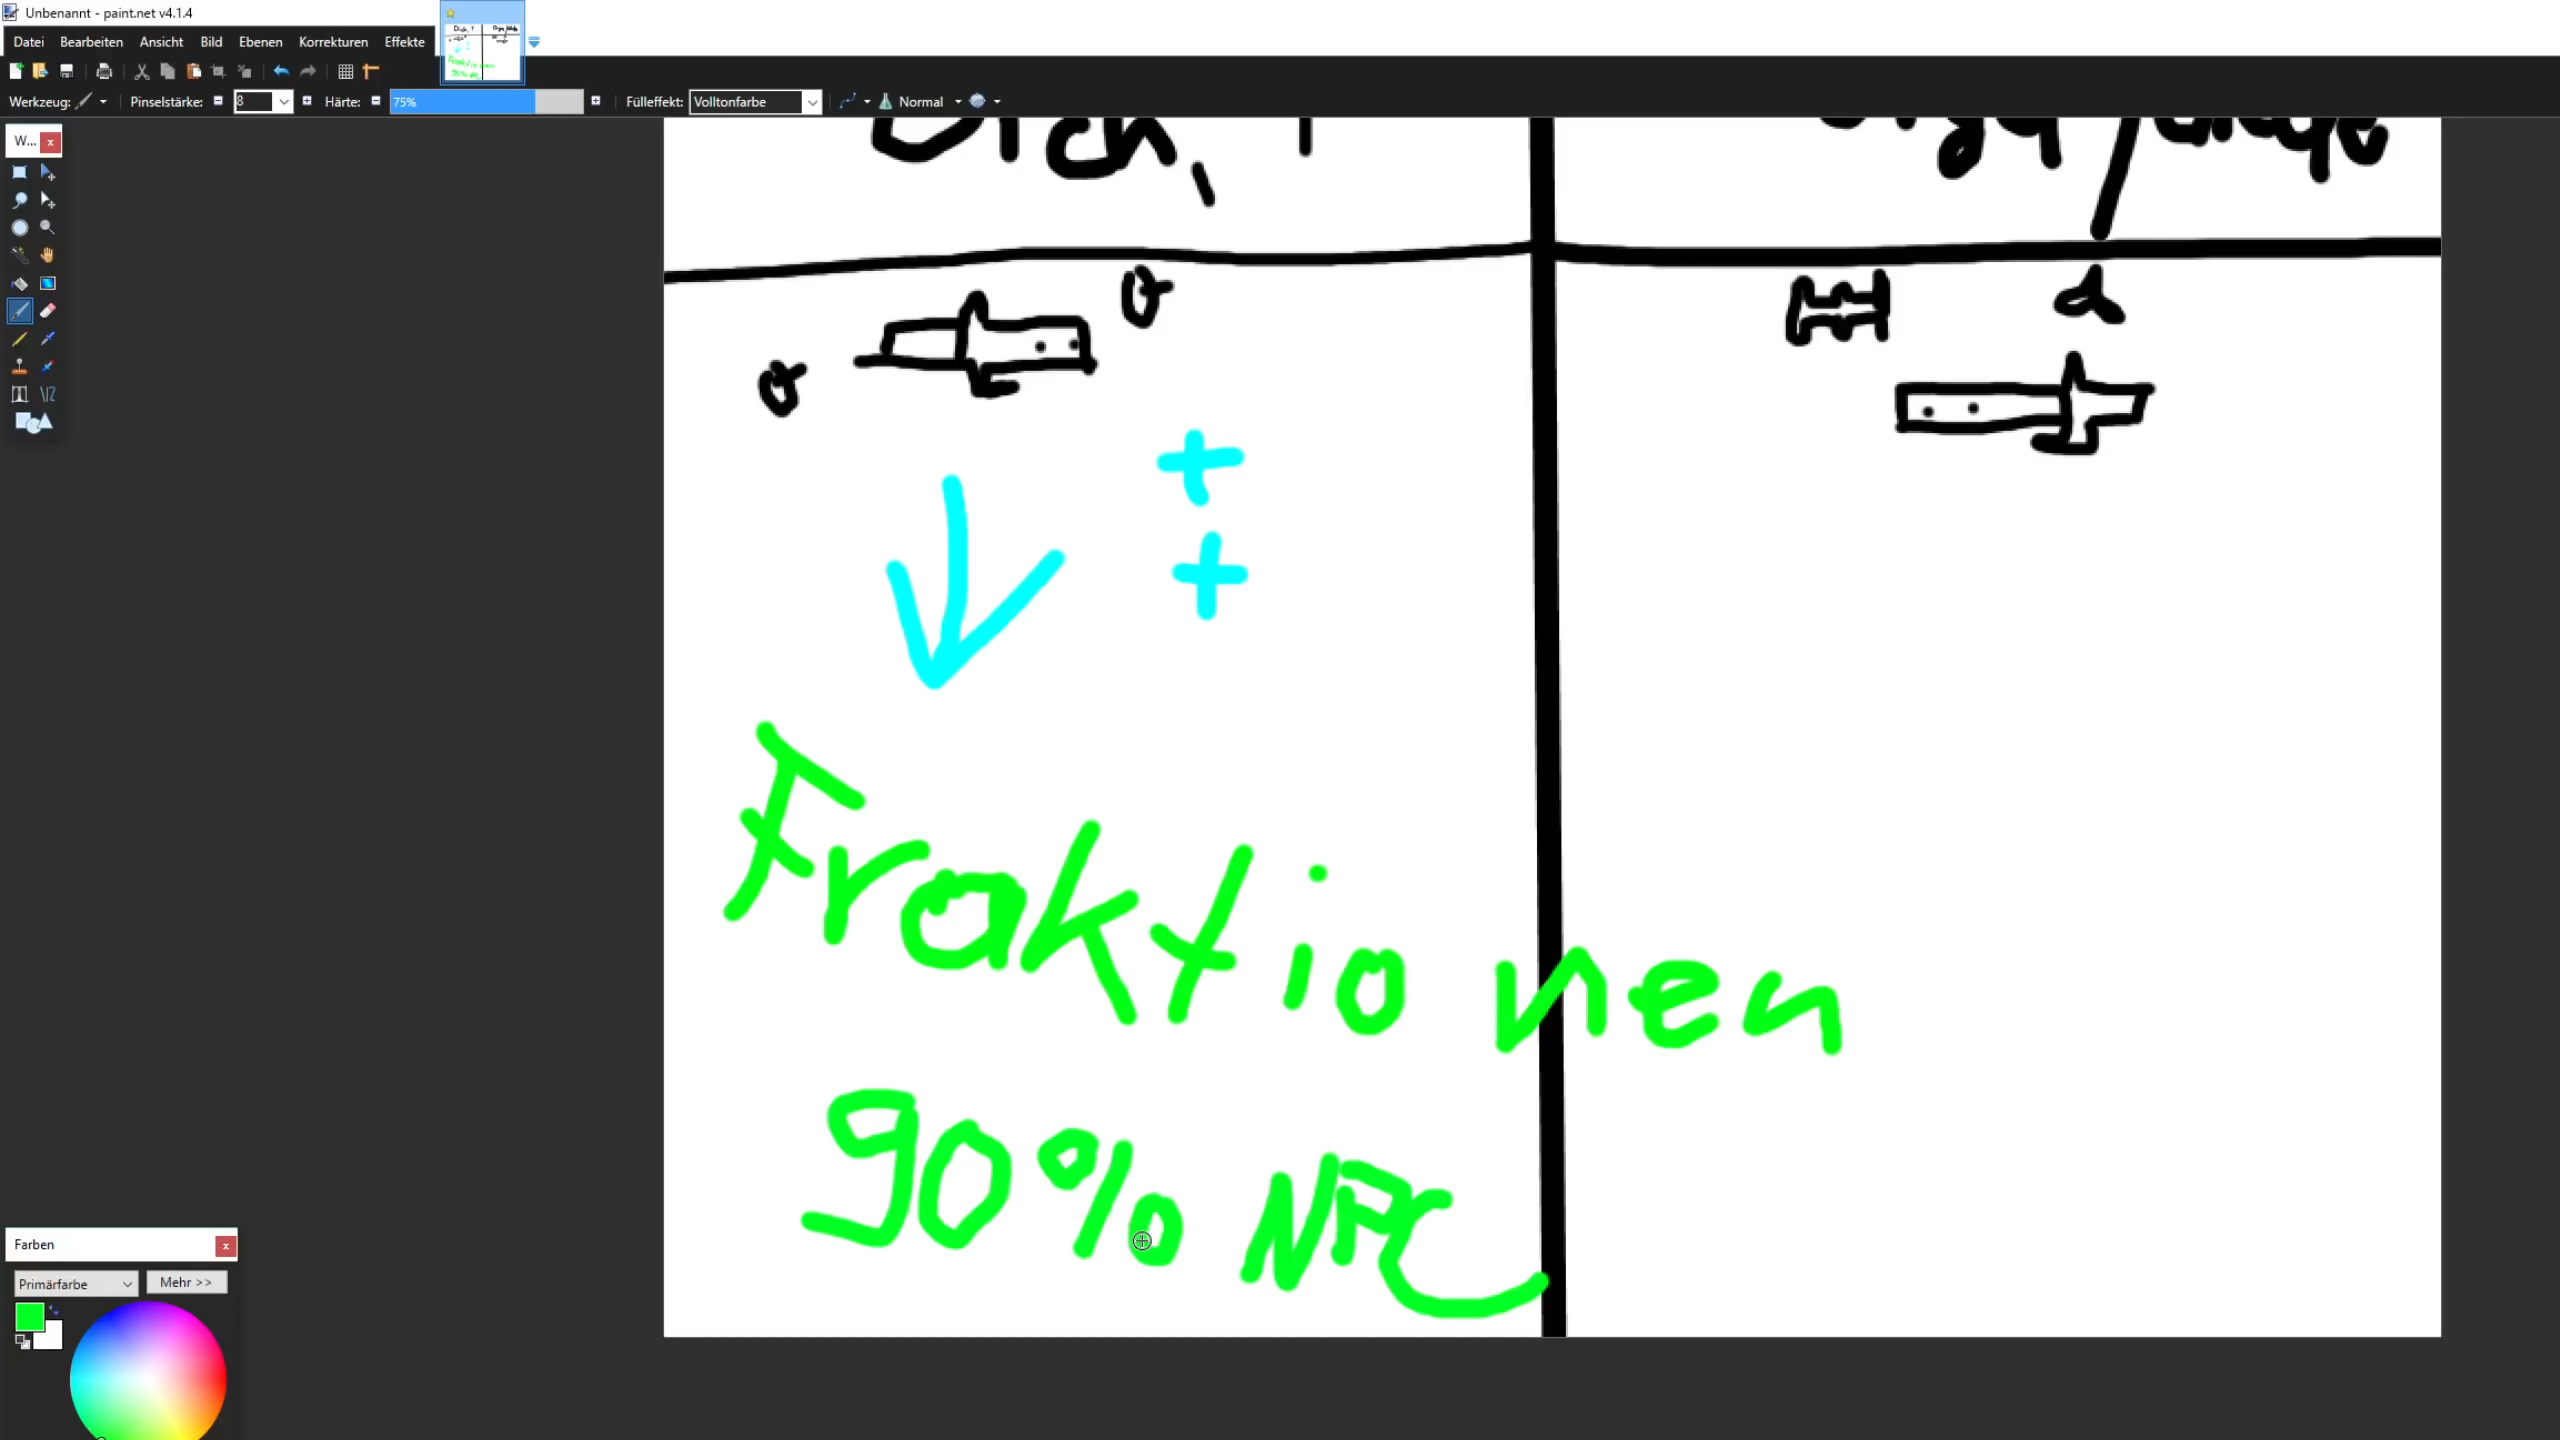 Unbenannt - paint.net v4.1.4
Datei Bearbeiten Ansicht Bild Ebenen Korrekturen Effekte
Werkzeug: Pinselstärke: 8 Härte: 75% Fülleffekt: Volltonfarbe Normal
W... x
Fraktionen
90% NPC
Farben x
Primärfarbe Mehr >>